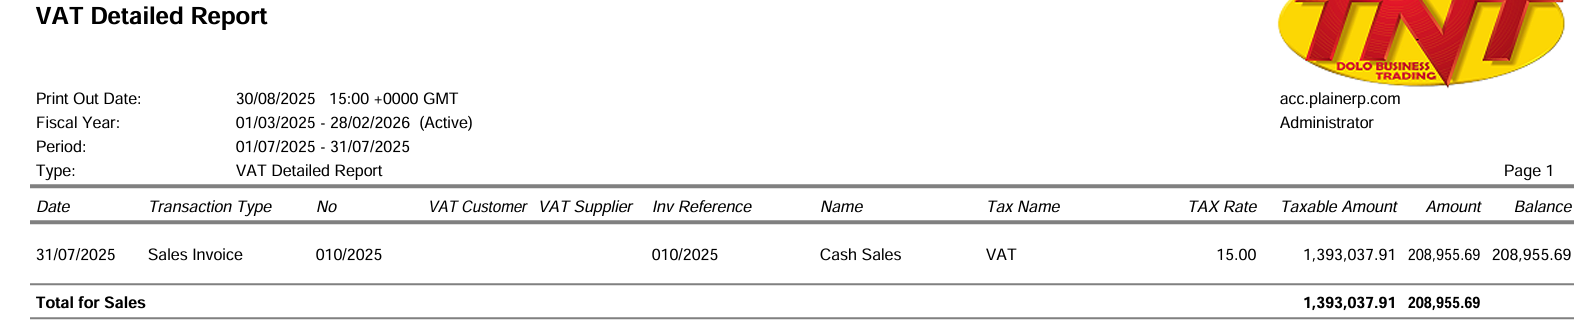 VAT Detailed Report
TNT
DOLO BUSINESS
TRADING
Print Out Date: 30/08/2025 15:00 +0000 GMT acc.plainerp.com
Fiscal Year: 01/03/2025 - 28/02/2026 (Active) Administrator
Period: 01/07/2025 - 31/07/2025
Type: VAT Detailed Report Page 1
Date Transaction Type No VAT Customer VAT Supplier Inv Reference Name Tax Name TAX Rate Taxable Amount Amount Balance
31/07/2025 Sales Invoice 010/2025 010/2025 Cash Sales VAT 15.00 1,393,037.91 208,955.69 208,955.69
Total for Sales 1,393,037.91 208,955.69